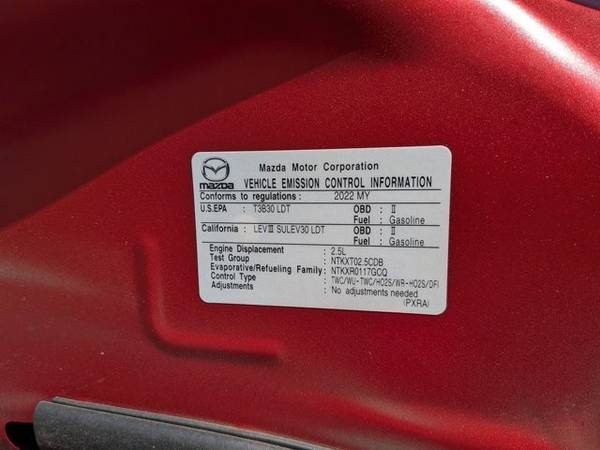 Mazda Motor Corporation
mazda VEHICLE EMISSION CONTROL INFORMATION
Conforms to regulations : 2022 MY
U.S.EPA : T3B30 LDT OBD : Ⅱ
Fuel : Gasoline
California : LEVⅢ SULEV30 LDT OBD : Ⅱ
Fuel : Gasoline
Engine Displacement : 2.5L
Test Group : NTKXT02.5CDB
Evaporative/Refueling Family: NTKXR0117GCQ
Control Type : TWC/WU-TWC/HO2S/WR-HO2S/DFI
Adjustments : No adjustments needed
(PXRA)